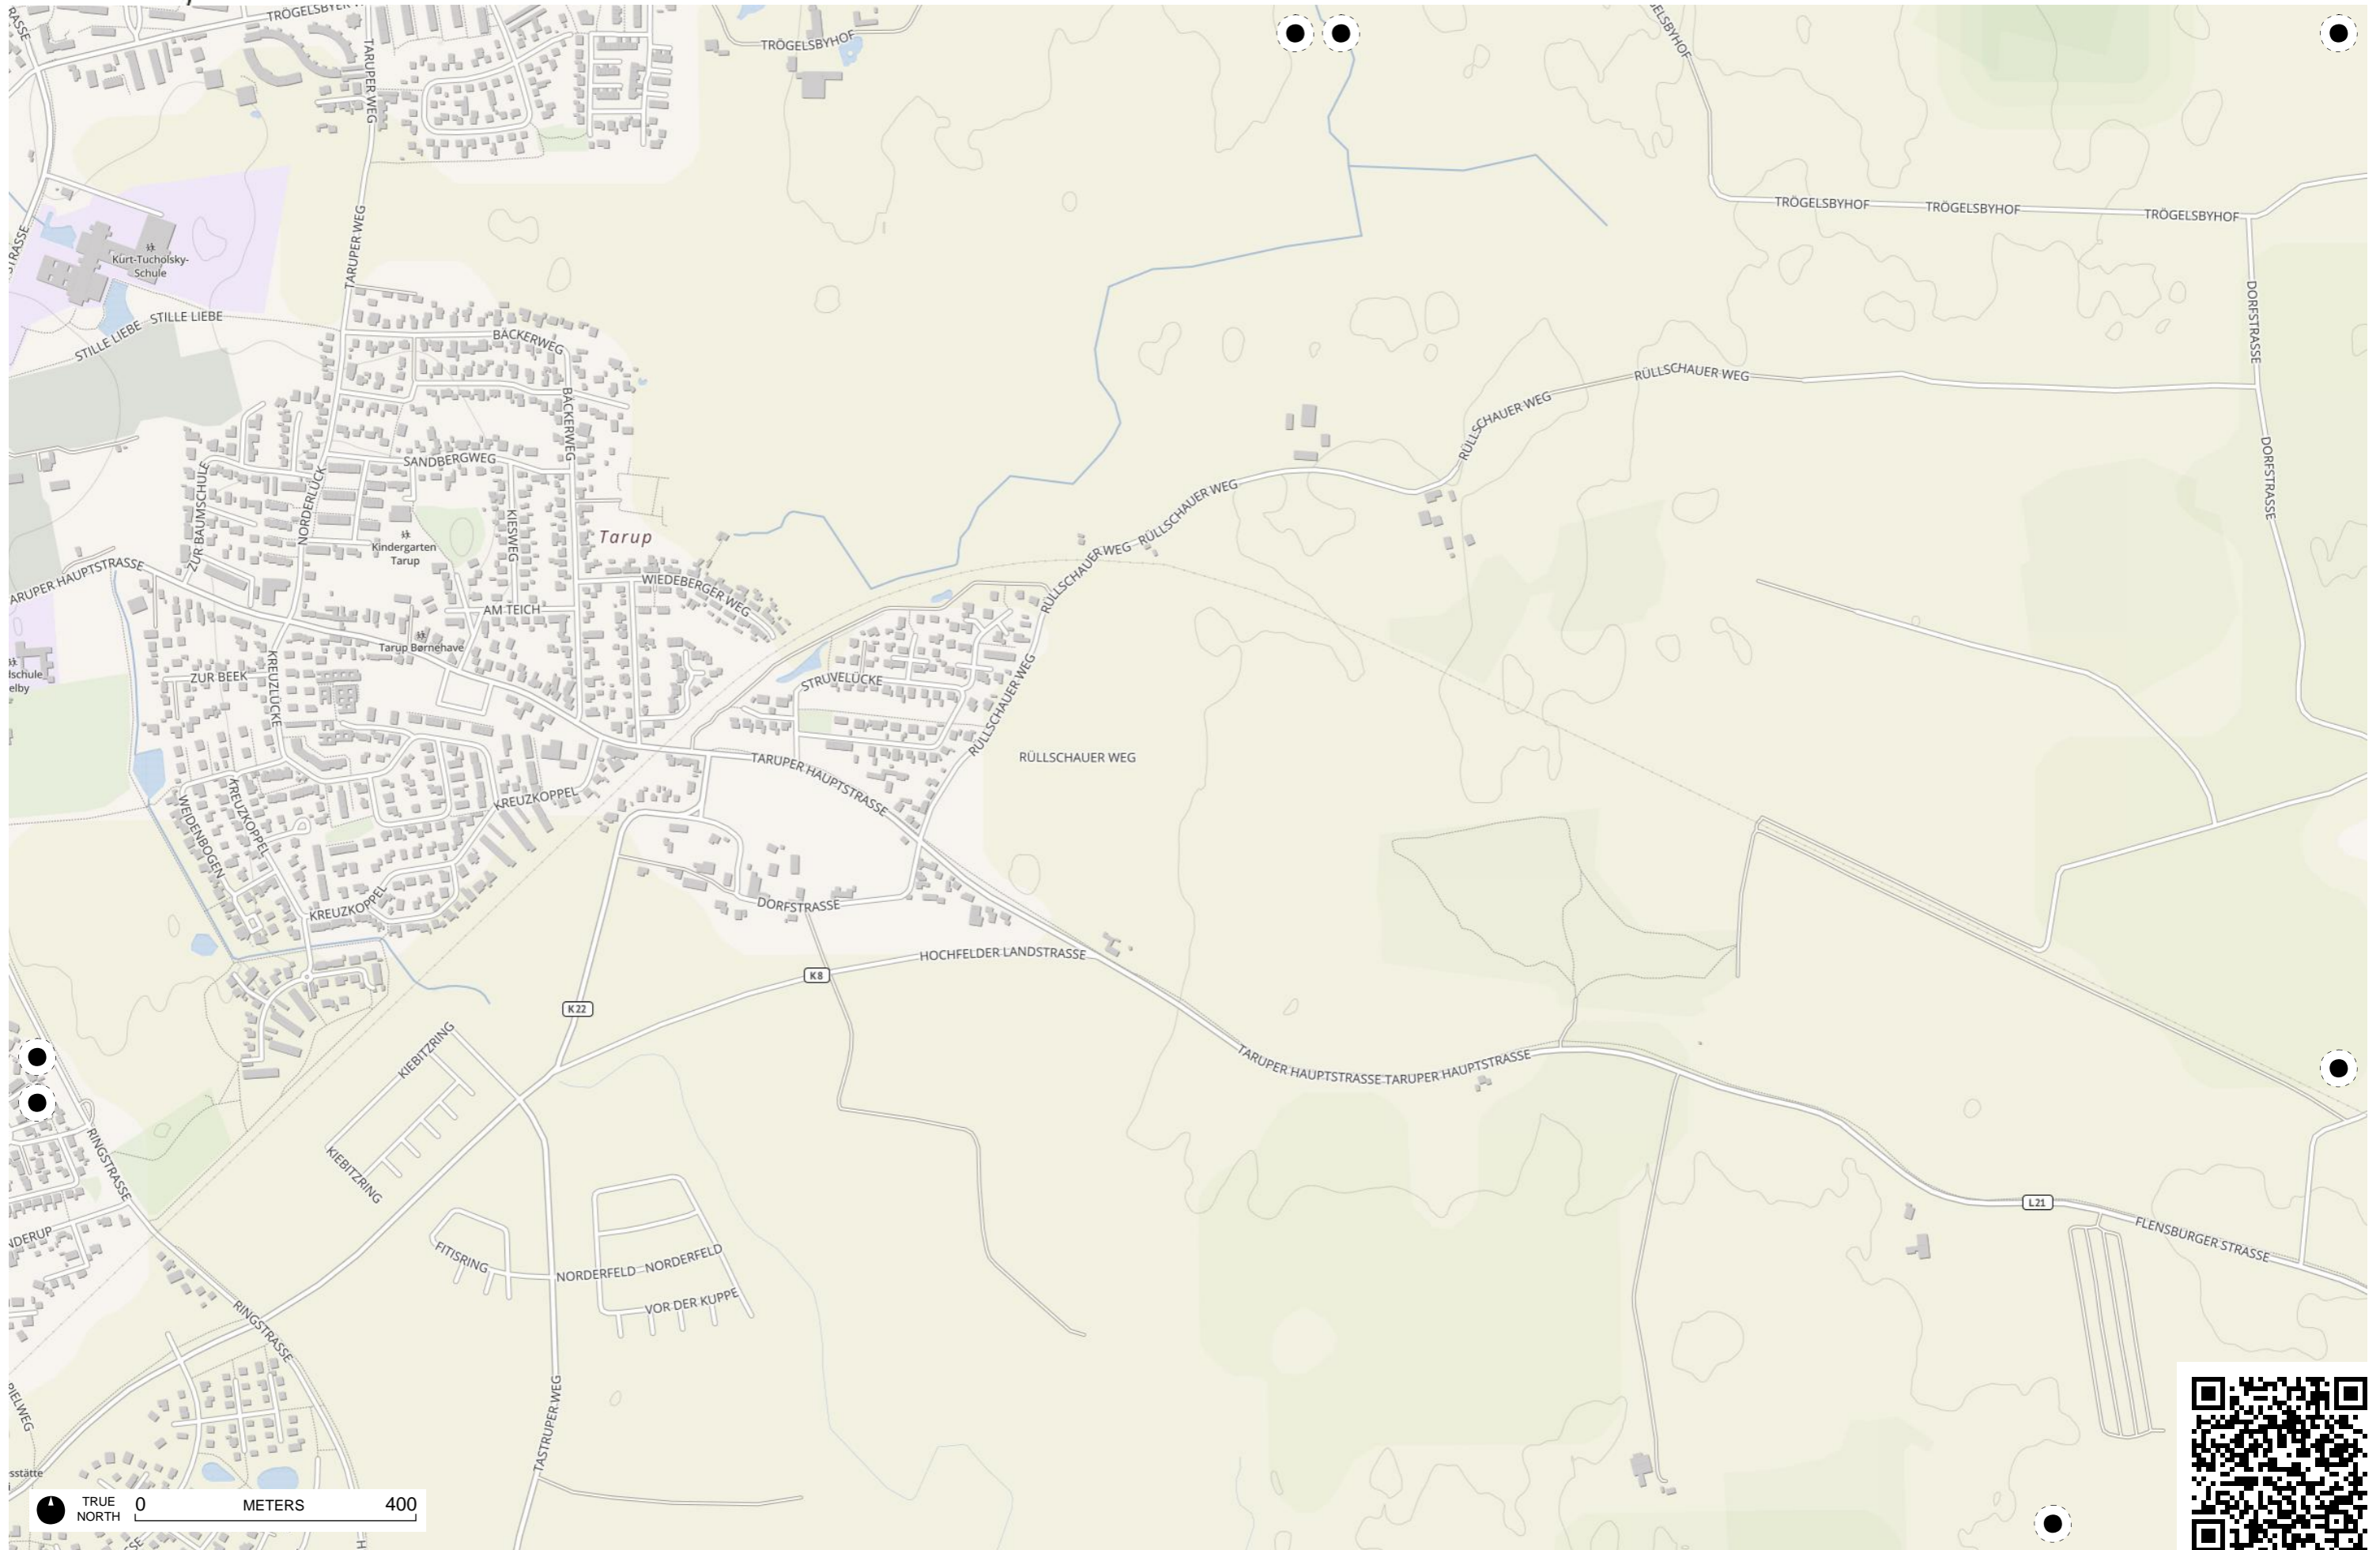 TRÖGELSBYHOF
TARUPER WEG
TRÖGELSBYHOF
TRÖGELSBYHOF
TRÖGELSBYHOF
TARUPER WEG
Kurt-Tucholsky-
Schule
STILLE LIEBE
STILLE LIEBE
BÄCKERWEG
DORFSTRASSE
RÜLLSCHAUER WEG
BÄCKERWEG
RÜLLSCHAUER WEG
SANDBERGWEG
DORFSTRASSE
ZUR BAUMSCHULE
NORDERLÜCK
KIESWEG
RÜLLSCHAUER WEG
Tarup
Kindergarten
Tarup
RÜLLSCHAUER WEG
ARUPER HAUPTSTRASSE
WIEDEBERGER WEG
AM TEICH
Tarup Børnehave
ZUR BEEK
KREUZLÜCKE
STRUVELÜCKE
RÜLLSCHAUER WEG
RÜLLSCHAUER WEG
TARUPER HAUPTSTRASSE
KREUZKOPPEL
KREUZKOPPEL
WEIDENBOGEN
KREUZKOPPEL
DORFSTRASSE
HOCHFELDER LANDSTRASSE
K8
K22
KIEBITZRING
TARUPER HAUPTSTRASSE
TARUPER HAUPTSTRASSE
KIEBITZRING
RINGSTRASSE
L21
FLENSBURGER STRASSE
FITISRING
NORDERFELD
NORDERFELD
VOR DER KUPPE
RINGSTRASSE
TASTRUPER WEG
TRUE
NORTH
0 METERS 400